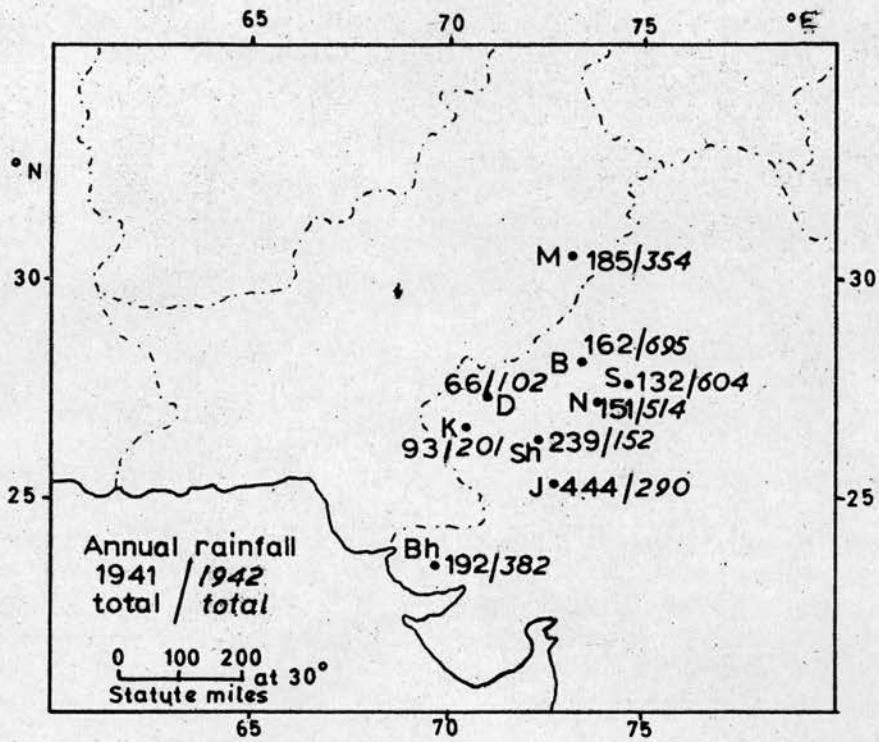 65 70 75 °E
°N
30 30
M 185/354
162/695
B
S 132/604
66/102
D
N 151/514
K
93/201
Sh 239/152
J 444/290
25 25
Annual rainfall
1941 / 1942
total / total
Bh 192/382
0 100 200
at 30°
Statute miles
65 70 75